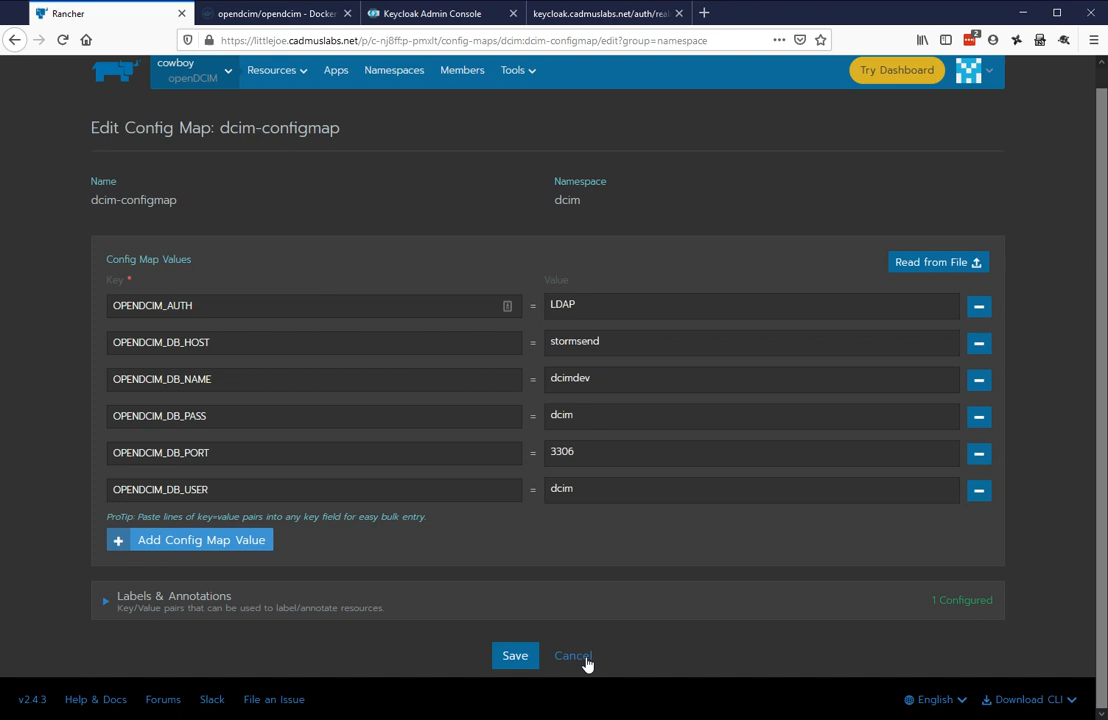 Rancher
opendcim/opendcim - Docker
Keycloak Admin Console
keycloak.cadmuslabs.net/auth/real
https://littlejoe.cadmuslabs.net/p/c-nj8ff:p-pmxlt/config-maps/dcim:dcim-configmap/edit?group=namespace
2
cowboy
openDCIM
Resources
Apps
Namespaces
Members
Tools
Try Dashboard
Edit Config Map: dcim-configmap
Name
Namespace
dcim-configmap
dcim
Config Map Values
Read from File
Key *
Value
OPENDCIM_AUTH = LDAP
OPENDCIM_DB_HOST = stormsend
OPENDCIM_DB_NAME = dcimdev
OPENDCIM_DB_PASS = dcim
OPENDCIM_DB_PORT = 3306
OPENDCIM_DB_USER = dcim
ProTip: Paste lines of key=value pairs into any key field for easy bulk entry.
+ Add Config Map Value
Labels & Annotations
Key/Value pairs that can be used to label/annotate resources.
1 Configured
Save
Cancel
v2.4.3
Help & Docs
Forums
Slack
File an Issue
English
Download CLI